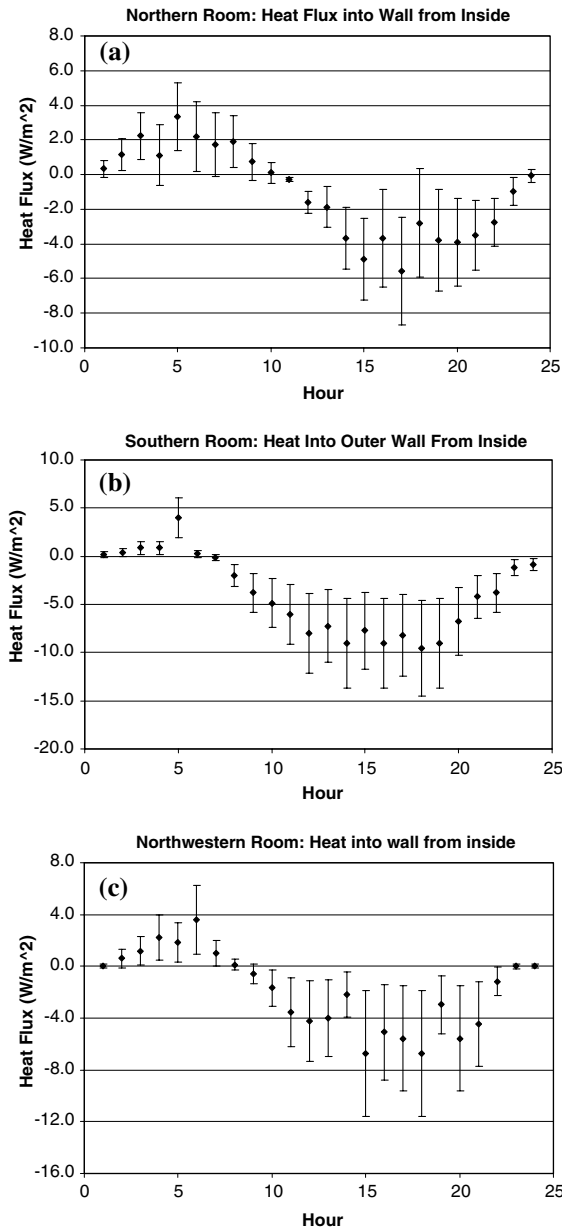 Northern Room: Heat Flux into Wall from Inside
(a)
8.0
6.0
4.0
2.0
0.0
-2.0
-4.0
-6.0
-8.0
-10.0
Heat Flux (W/m^2)
0 5 10 15 20 25
Hour
Southern Room: Heat Into Outer Wall From Inside
(b)
10.0
5.0
0.0
-5.0
-10.0
-15.0
-20.0
Heat Flux (W/m^2)
0 5 10 15 20 25
Hour
Northwestern Room: Heat into wall from inside
(c)
8.0
4.0
0.0
-4.0
-8.0
-12.0
-16.0
Heat Flux (W/m^2)
0 5 10 15 20 25
Hour